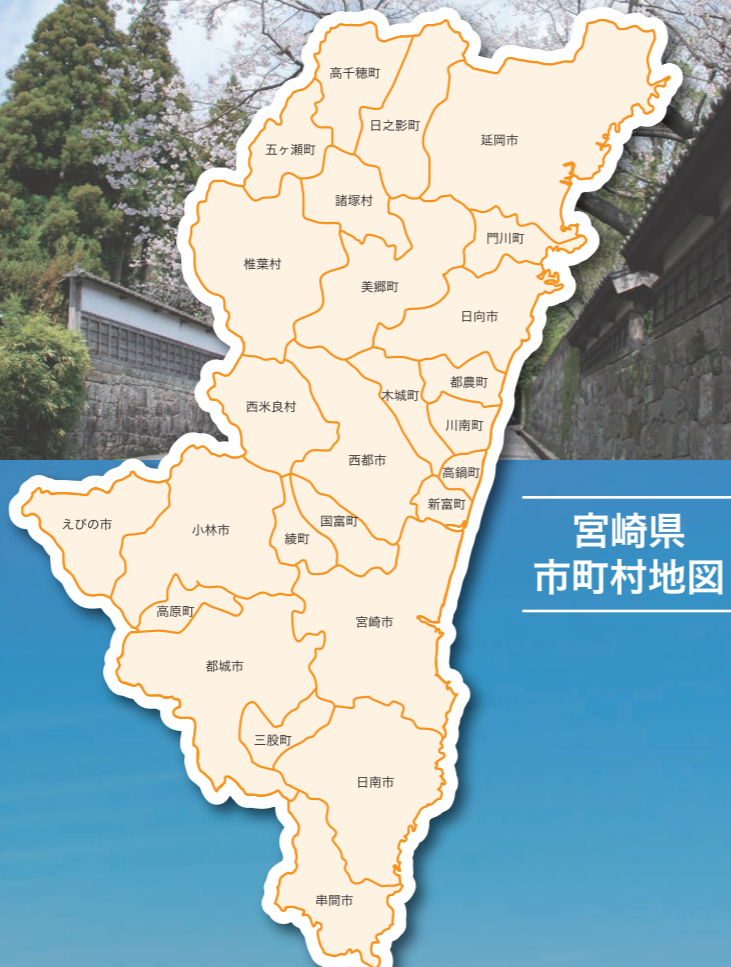 高千穂町
日之影町
延岡市
五ヶ瀬町
諸塚村
門川町
椎葉村
美郷町
日向市
都農町
木城町
西米良村
川南町
西都市
高鍋町
新富町
えびの市
小林市
国富町
綾町
宮崎県
市町村地図
高原町
宮崎市
都城市
三股町
日南市
串間市